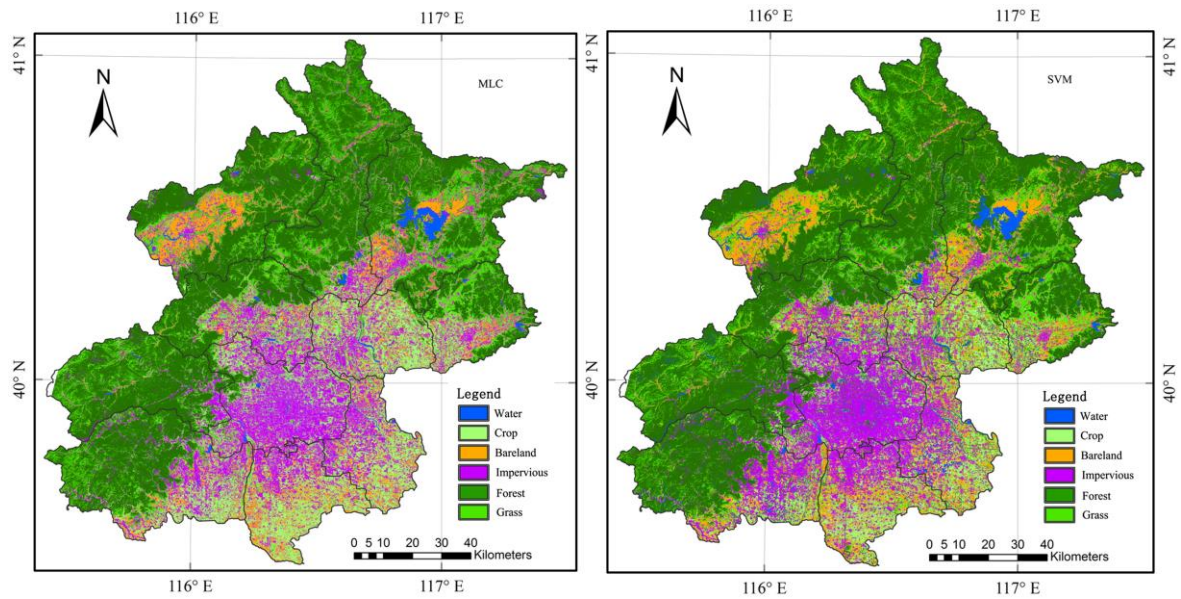 116° E
117° E
41° N
N
MLC
40° N
Legend
Water
Crop
Bareland
Impervious
Forest
Grass
0 5 10 20 30 40
Kilometers
116° E
117° E
116° E
117° E
41° N
41° N
N
SVM
40° N
40° N
Legend
Water
Crop
Bareland
Impervious
Forest
Grass
0 5 10 20 30 40
Kilometers
116° E
117° E